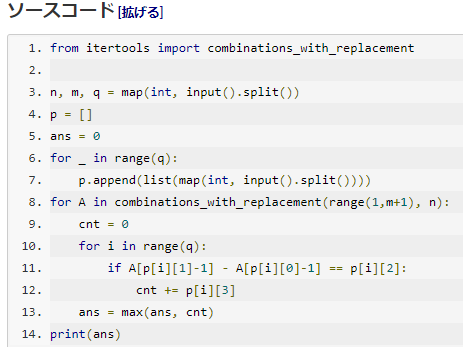 ソースコード [拡げる]
1. from itertools import combinations_with_replacement
2.
3. n, m, q = map(int, input().split())
4. p = []
5. ans = 0
6. for _ in range(q):
7.     p.append(list(map(int, input().split())))
8. for A in combinations_with_replacement(range(1,m+1), n):
9.     cnt = 0
10.     for i in range(q):
11.         if A[p[i][1]-1] - A[p[i][0]-1] == p[i][2]:
12.             cnt += p[i][3]
13.     ans = max(ans, cnt)
14. print(ans)